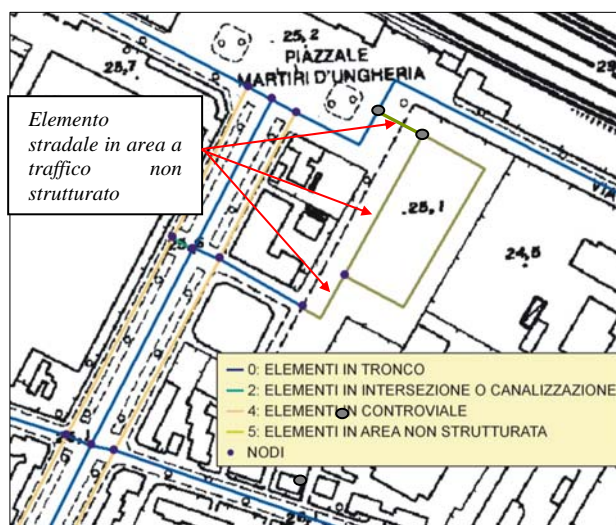 25,2
PIAZZALE
MARTIRI D'UNGHERIA
25,7
Elemento
stradale in area a
traffico non
strutturato
VIA
25,1
24,5
0: ELEMENTI IN TRONCO
2: ELEMENTI IN INTERSEZIONE O CANALIZZAZIONE
4: ELEMENTI IN CONTROVIALE
5: ELEMENTI IN AREA NON STRUTTURATA
NODI